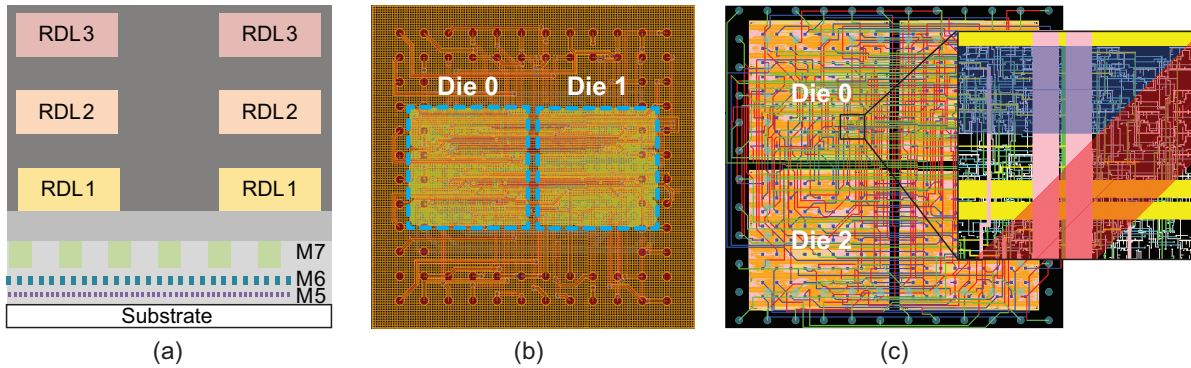 RDL3 RDL3
RDL2 RDL2
RDL1 RDL1
M7
M6
M5
Substrate
(a)
Die 0 Die 1
(b)
Die 0
Die 2
(c)